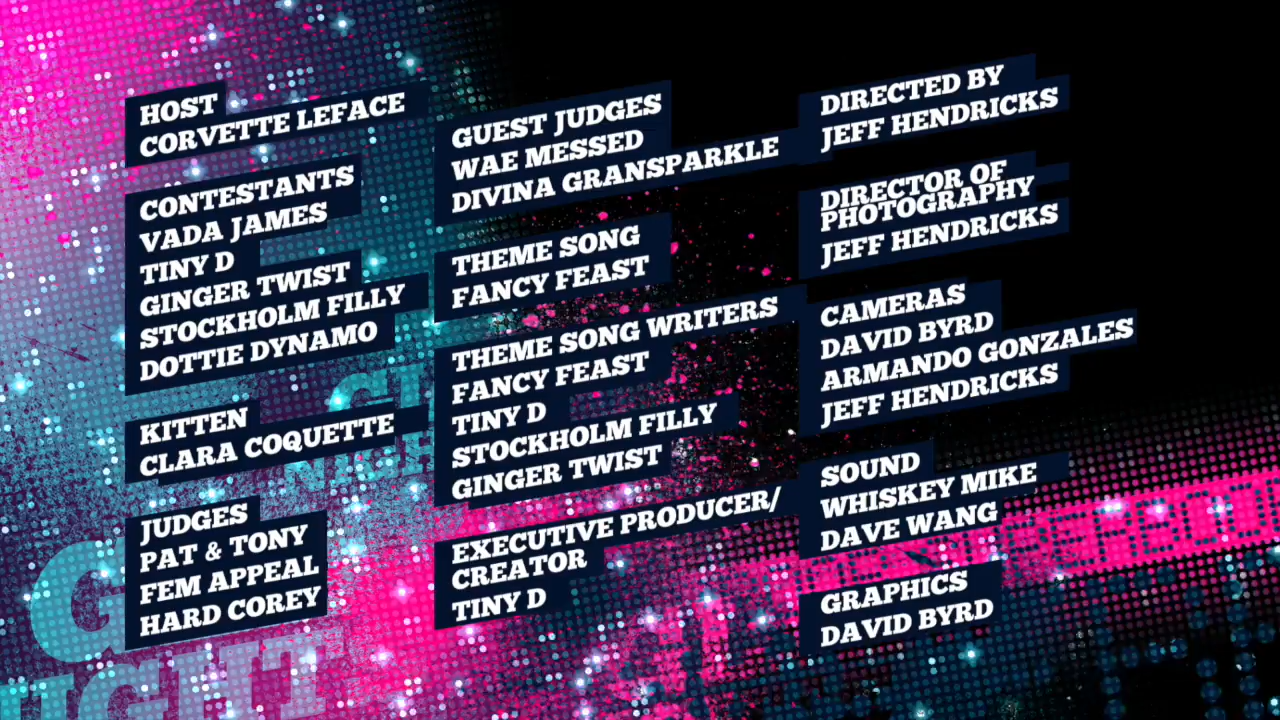 HOST
CORVETTE LEFACE
CONTESTANTS
VADA JAMES
TINY D
GINGER TWIST
STOCKHOLM FILLY
DOTTIE DYNAMO
KITTEN
CLARA COQUETTE
JUDGES
PAT & TONY
FEM APPEAL
HARD COREY
GUEST JUDGES
WAE MESSED
DIVINA GRANSPARKLE
THEME SONG
FANCY FEAST
THEME SONG WRITERS
FANCY FEAST
TINY D
STOCKHOLM FILLY
GINGER TWIST
EXECUTIVE PRODUCER/
CREATOR
TINY D
DIRECTED BY
JEFF HENDRICKS
DIRECTOR OF
PHOTOGRAPHY
JEFF HENDRICKS
CAMERAS
DAVID BYRD
ARMANDO GONZALES
JEFF HENDRICKS
SOUND
WHISKEY MIKE
DAVE WANG
GRAPHICS
DAVID BYRD